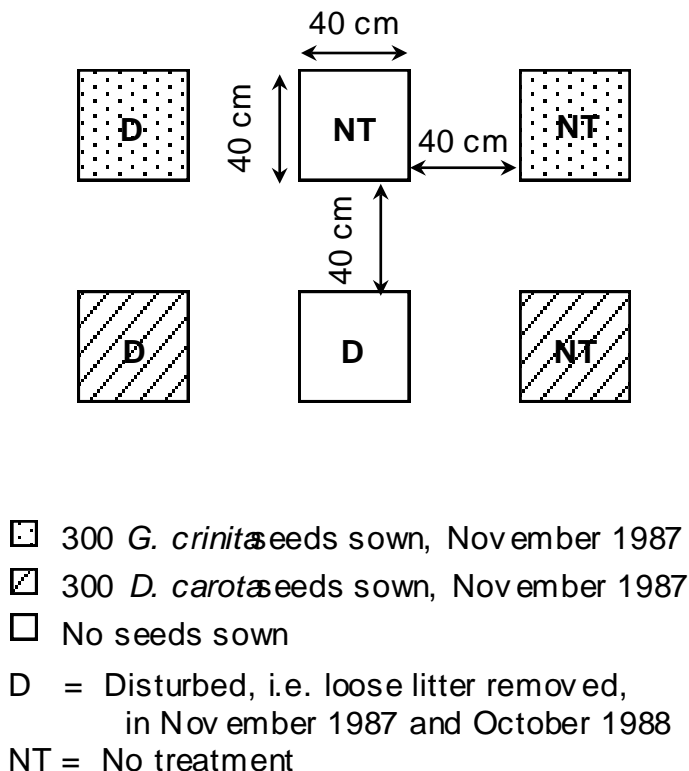 40 cm
D
40 cm
NT
40 cm
NT
40 cm
D
D
NT
300 G. crinita seeds sown, November 1987
300 D. carota seeds sown, November 1987
No seeds sown
D = Disturbed, i.e. loose litter removed,
in November 1987 and October 1988
NT = No treatment